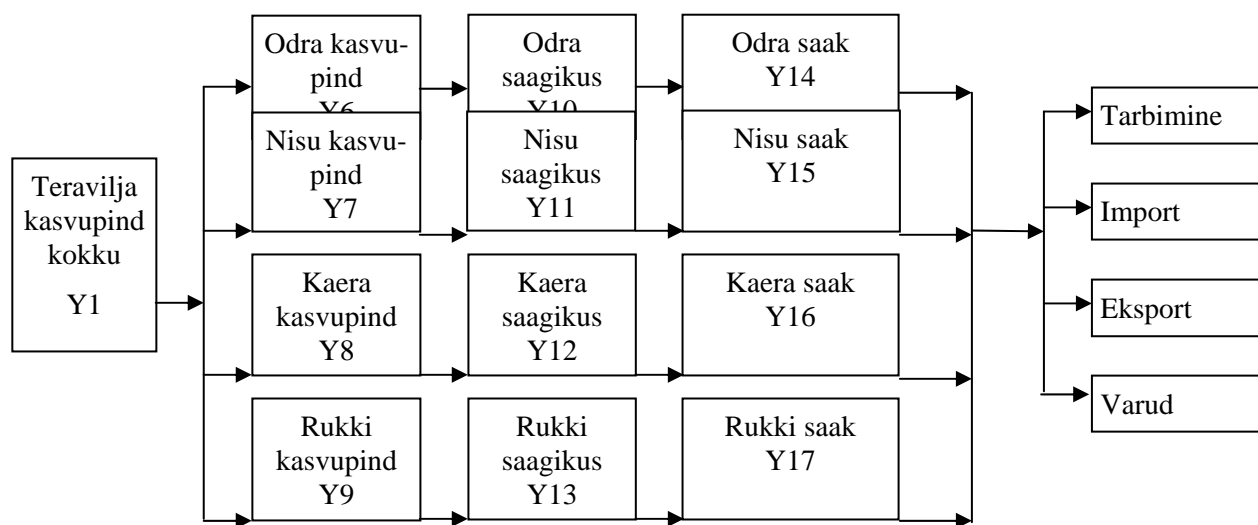 Teravilja
kasvupind
kokku
Y1
Odra kasvu-
pind
Y6
Odra
saagikus
Y10
Odra saak
Y14
Nisu kasvu-
pind
Y7
Nisu
saagikus
Y11
Nisu saak
Y15
Kaera
kasvupind
Y8
Kaera
saagikus
Y12
Kaera saak
Y16
Rukki
kasvupind
Y9
Rukki
saagikus
Y13
Rukki saak
Y17
Tarbimine
Import
Eksport
Varud